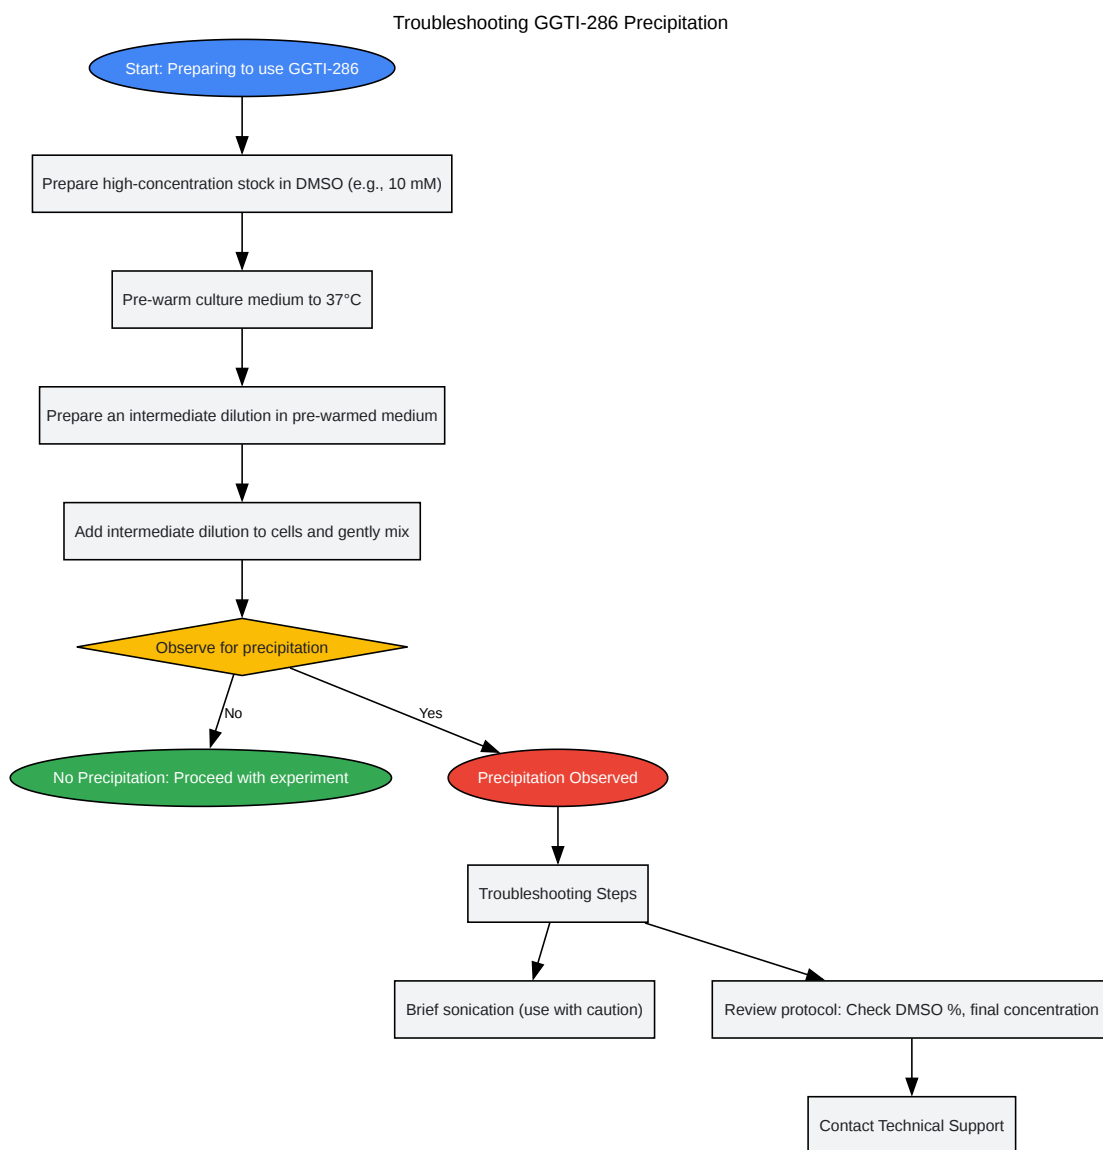 Troubleshooting GGTI-286 Precipitation
Start: Preparing to use GGTI-286
Prepare high-concentration stock in DMSO (e.g., 10 mM)
Pre-warm culture medium to 37°C
Prepare an intermediate dilution in pre-warmed medium
Add intermediate dilution to cells and gently mix
Observe for precipitation
No
Yes
No Precipitation: Proceed with experiment
Precipitation Observed
Troubleshooting Steps
Brief sonication (use with caution)
Review protocol: Check DMSO %, final concentration
Contact Technical Support